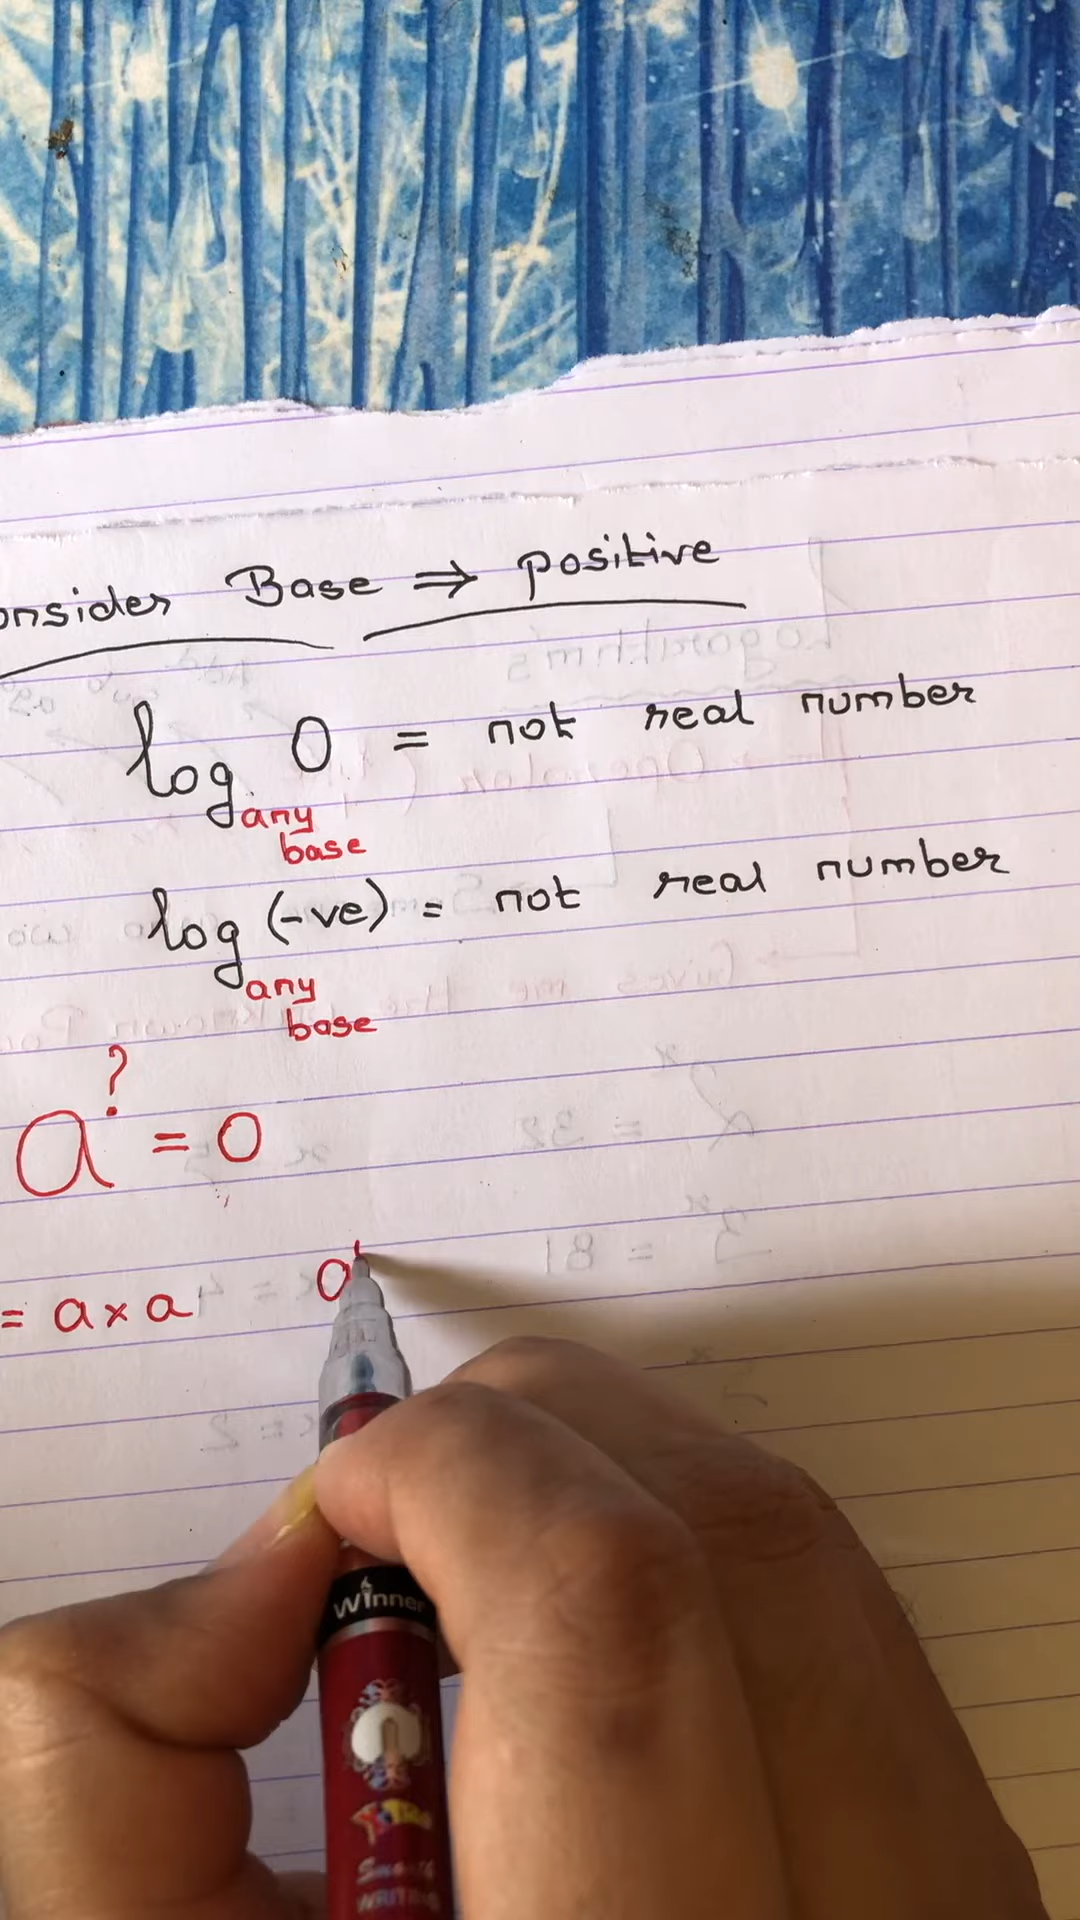 onsider Base ⇒ positive
log any base 0 = not real number
log any base (-ve) = not real number
a^? = 0
= a × a
a
Winner